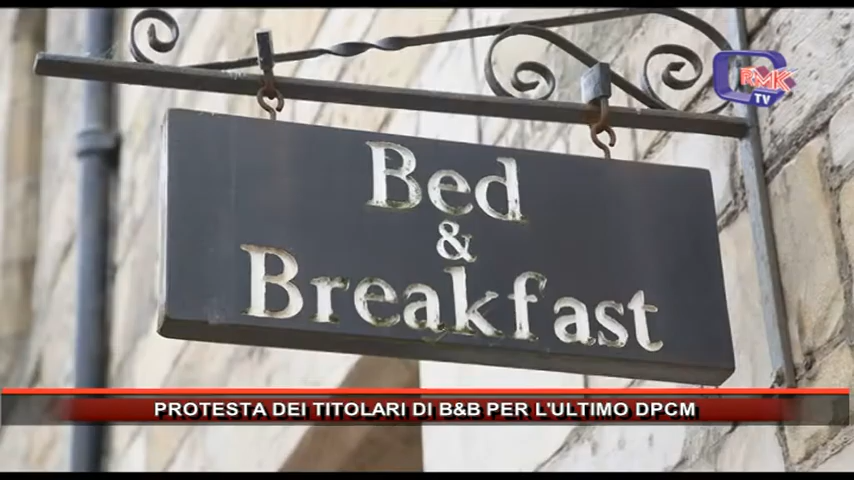 RMK
TV
Bed
&
Breakfast
PROTESTA DEI TITOLARI DI B&B PER L'ULTIMO DPCM